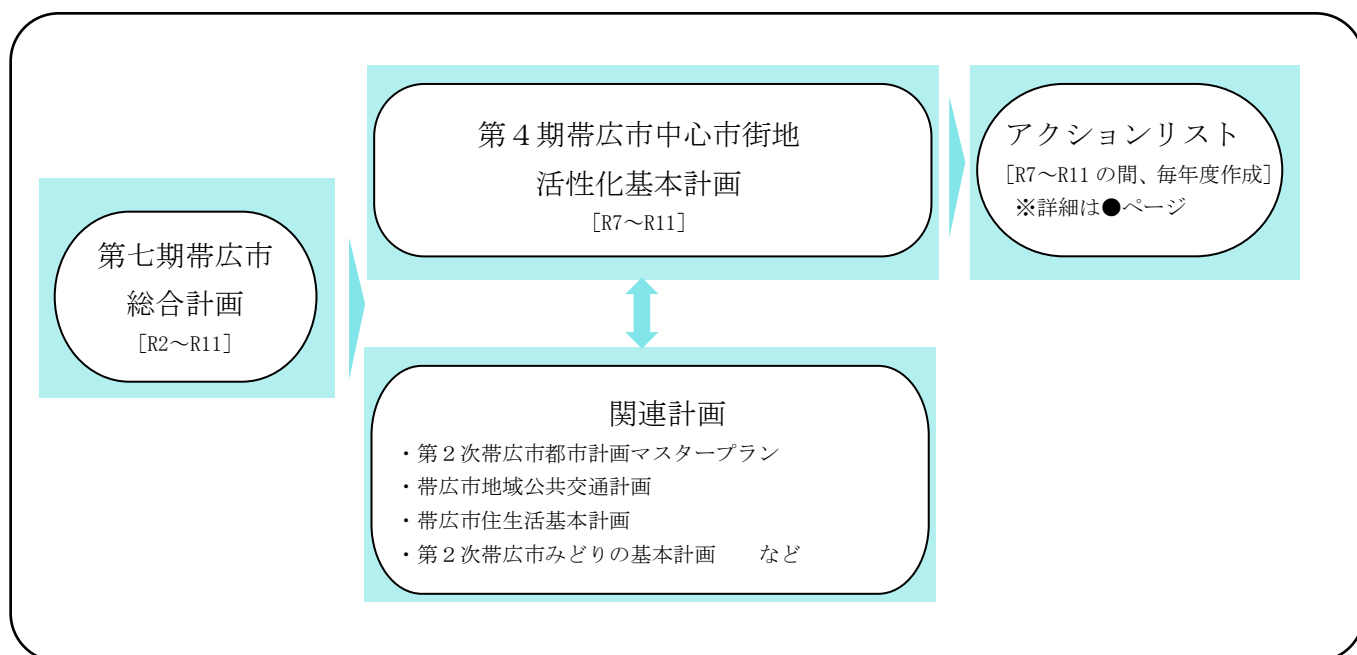 第七期帯広市
総合計画
［R2～R11］
第４期帯広市中心市街地
活性化基本計画
［R7～R11］
アクションリスト
［R7～R11 の間、毎年度作成］
※詳細は●ページ
関連計画
・第２次帯広市都市計画マスタープラン
・帯広市地域公共交通計画
・帯広市住生活基本計画
・第２次帯広市みどりの基本計画　　など